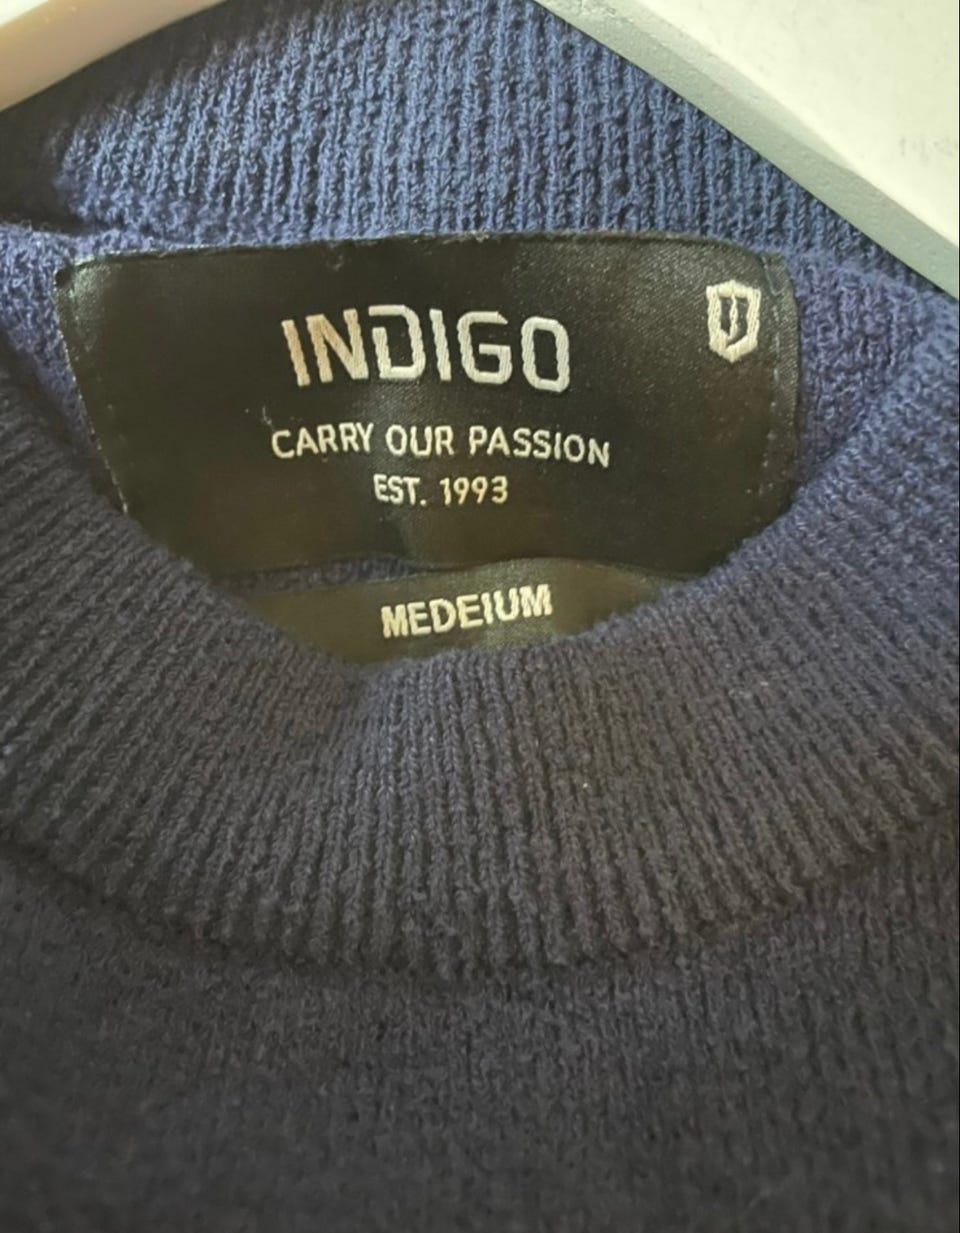 INDIGO
CARRY OUR PASSION
EST. 1993
MEDEIUM